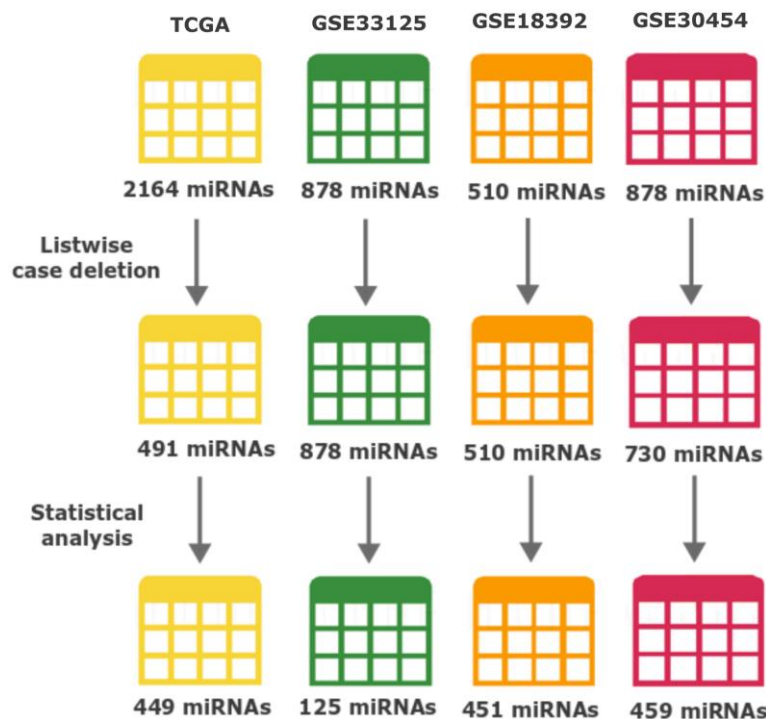 TCGA GSE33125 GSE18392 GSE30454
2164 miRNAs 878 miRNAs 510 miRNAs 878 miRNAs
Listwise
case deletion
491 miRNAs 878 miRNAs 510 miRNAs 730 miRNAs
Statistical
analysis
449 miRNAs 125 miRNAs 451 miRNAs 459 miRNAs